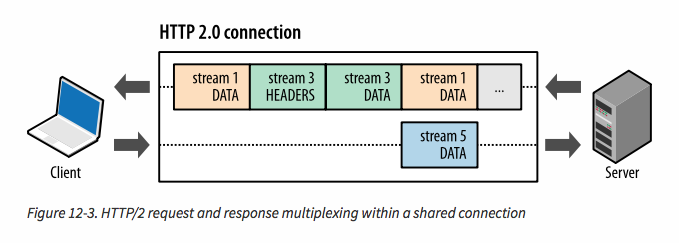 HTTP 2.0 connection
stream 1
DATA
stream 3
HEADERS
stream 3
DATA
stream 1
DATA
...
stream 5
DATA
Client
Server
Figure 12-3. HTTP/2 request and response multiplexing within a shared connection